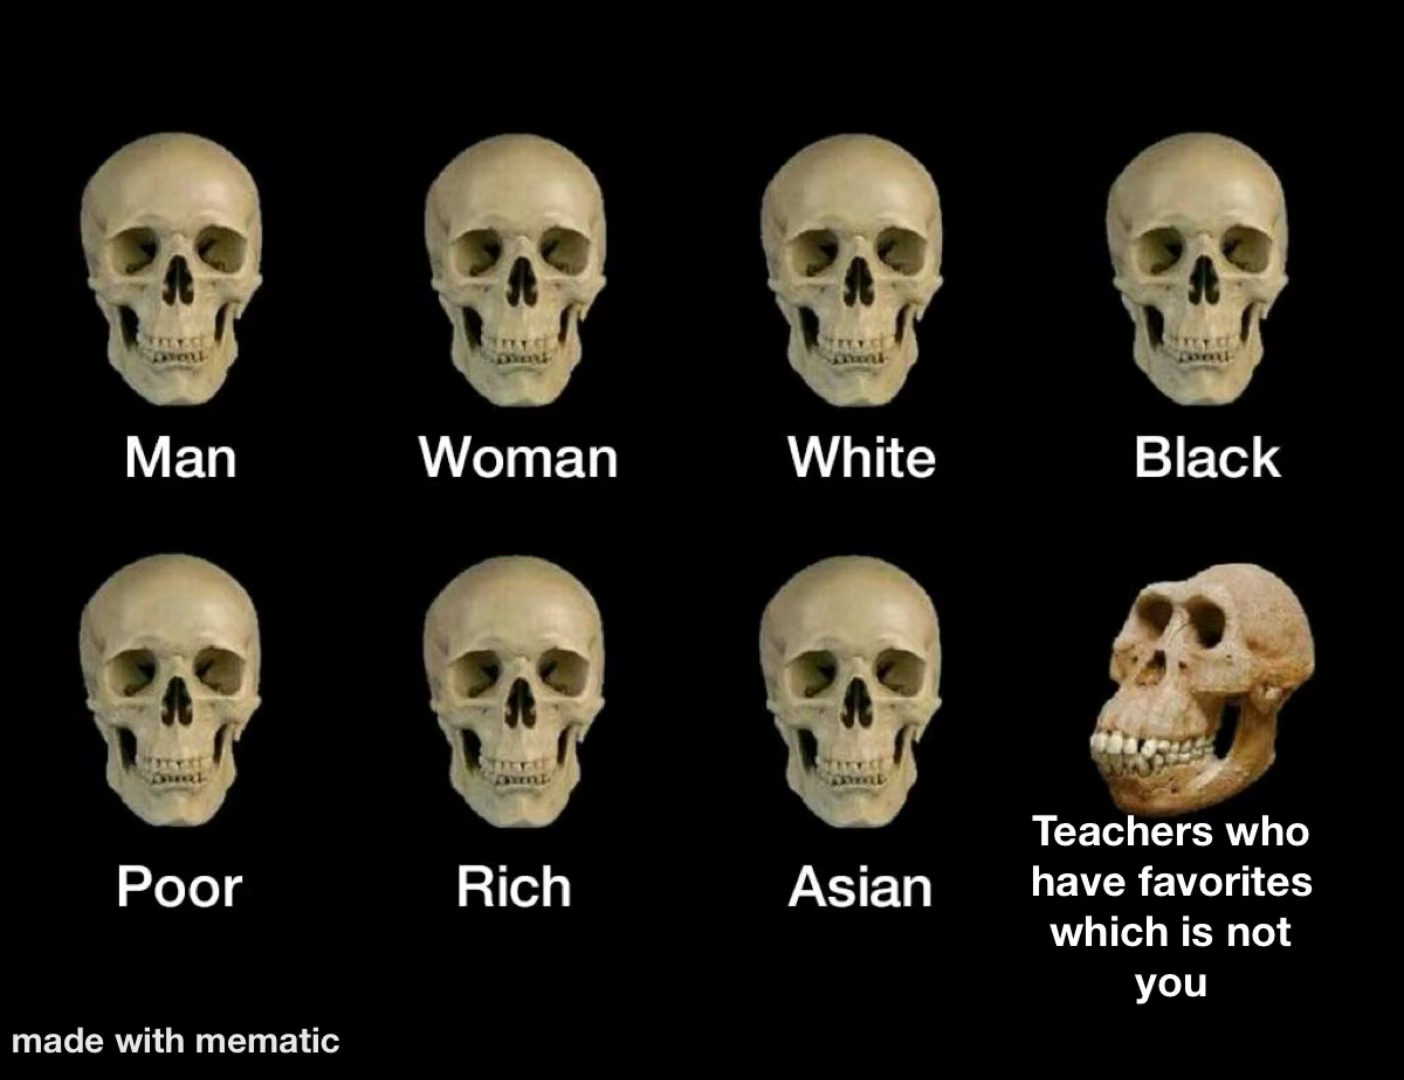 Man
Woman
White
Black
Poor
Rich
Asian
Teachers who
have favorites
which is not
you
made with mematic